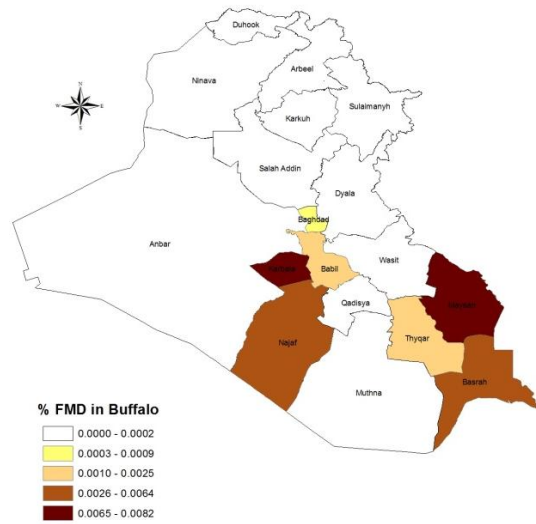 Duhook
Ninava
Arbeel
Sulaimanyh
Karkuh
N
W
E
S
Salah Addin
Dyala
Baghdad
Anbar
Wasit
Babil
Qadisya
Najaf
Thyqar
Basrah
Muthna
% FMD in Buffalo
0.0000 - 0.0002
0.0003 - 0.0009
0.0010 - 0.0025
0.0026 - 0.0064
0.0065 - 0.0082